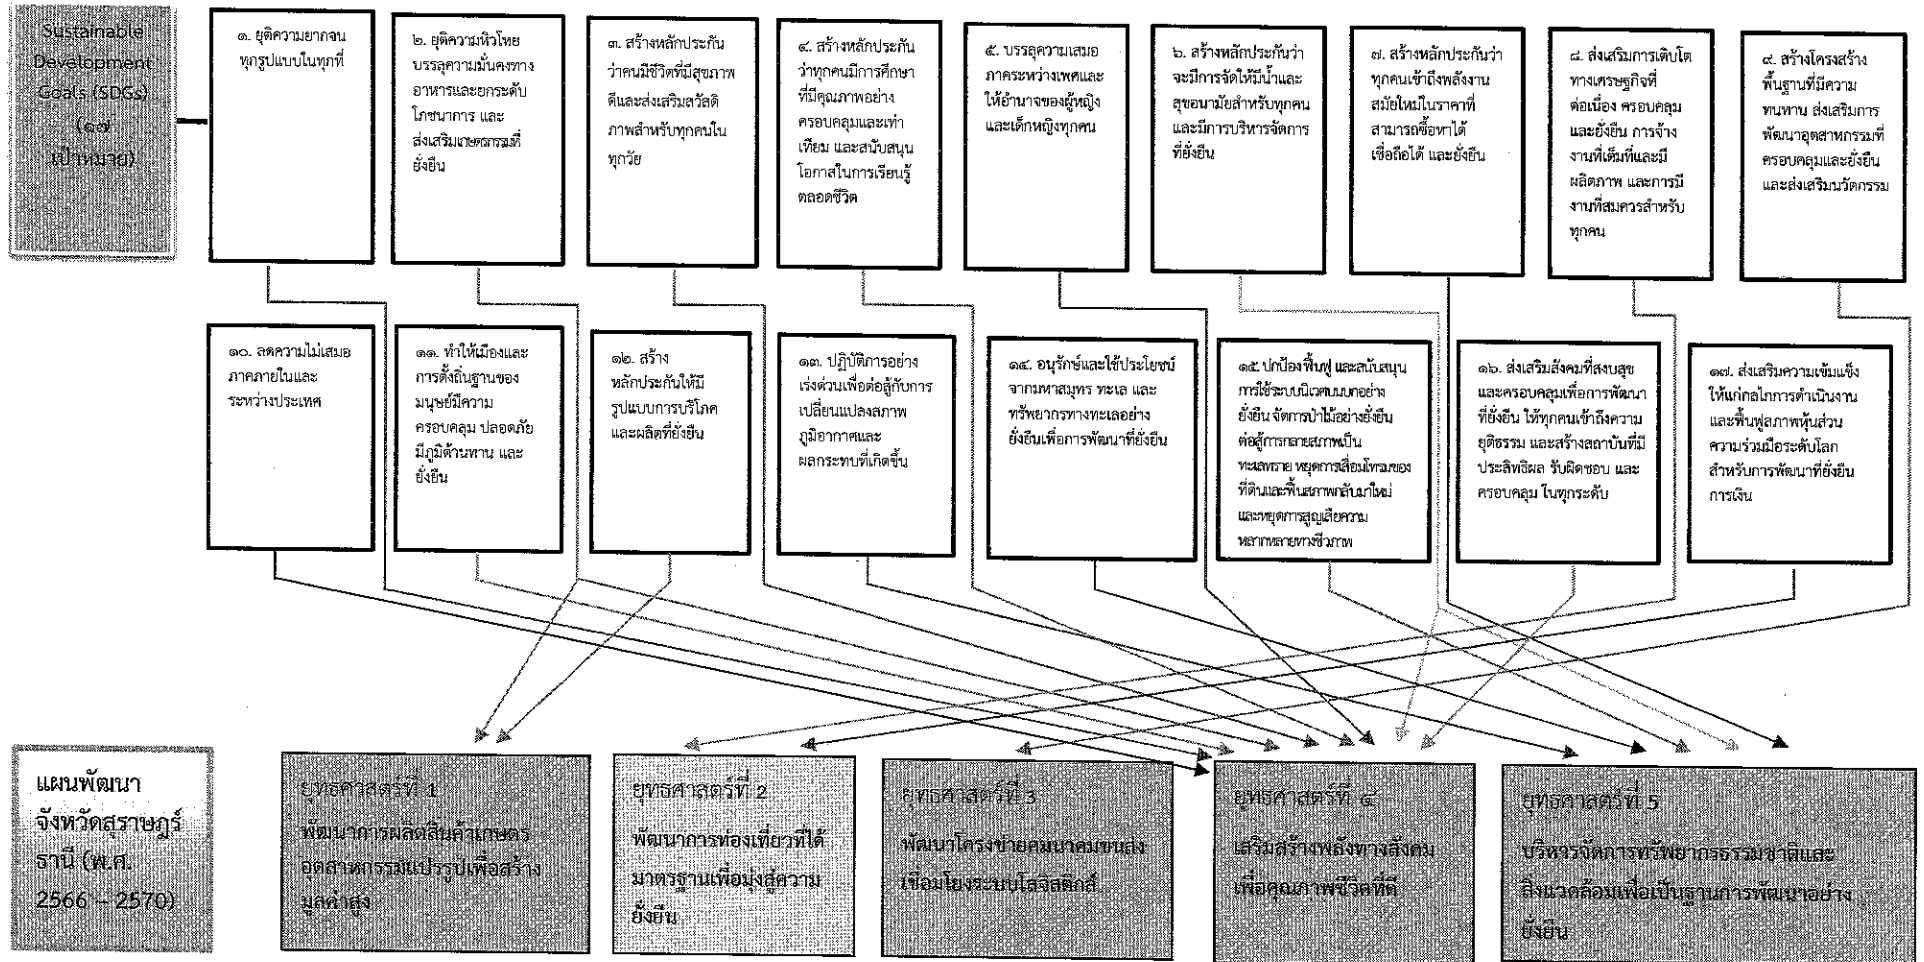 Sustainable
Development
Goals (SDGs)
(๑๗
เป้าหมาย)
๑. ยุติความยากจน
ทุกรูปแบบในทุกที่
๒. ยุติความหิวโหย
บรรลุความมั่นคงทาง
อาหารและยกระดับ
โภชนาการ และ
ส่งเสริมเกษตรกรรมที่
ยั่งยืน
๓. สร้างหลักประกัน
ว่าคนมีชีวิตที่มีสุขภาพ
ดีและส่งเสริมสวัสดิ
ภาพสำหรับทุกคนใน
ทุกวัย
๔. สร้างหลักประกัน
ว่าทุกคนมีการศึกษา
ที่มีคุณภาพอย่าง
ครอบคลุมและเท่า
เทียม และสนับสนุน
โอกาสในการเรียนรู้
ตลอดชีวิต
๕. บรรลุความเสมอ
ภาคระหว่างเพศและ
ให้อำนาจของผู้หญิง
และเด็กหญิงทุกคน
๖. สร้างหลักประกันว่า
จะมีการจัดให้มีน้ำและ
สุขอนามัยสำหรับทุกคน
และมีการบริหารจัดการ
ที่ยั่งยืน
๗. สร้างหลักประกันว่า
ทุกคนเข้าถึงพลังงาน
สมัยใหม่ในราคาที่
สามารถซื้อหาได้
เชื่อถือได้ และยั่งยืน
๘. ส่งเสริมการเติบโต
ทางเศรษฐกิจที่
ต่อเนื่อง ครอบคลุม
และยั่งยืน การจ้าง
งานที่เต็มที่และมี
ผลิตภาพ และการมี
งานที่สมควรสำหรับ
ทุกคน
๙. สร้างโครงสร้าง
พื้นฐานที่มีความ
ทนทาน ส่งเสริมการ
พัฒนาอุตสาหกรรมที่
ครอบคลุมและยั่งยืน
และส่งเสริมนวัตกรรม
๑๐. ลดความไม่เสมอ
ภาคภายในและ
ระหว่างประเทศ
๑๑. ทำให้เมืองและ
การตั้งถิ่นฐานของ
มนุษย์มีความ
ครอบคลุม ปลอดภัย
มีภูมิต้านทาน และ
ยั่งยืน
๑๒. สร้าง
หลักประกันให้มี
รูปแบบการบริโภค
และผลิตที่ยั่งยืน
๑๓. ปฏิบัติการอย่าง
เร่งด่วนเพื่อต่อสู้กับการ
เปลี่ยนแปลงสภาพ
ภูมิอากาศและ
ผลกระทบที่เกิดขึ้น
๑๔. อนุรักษ์และใช้ประโยชน์
จากมหาสมุทร ทะเล และ
ทรัพยากรทางทะเลอย่าง
ยั่งยืนเพื่อการพัฒนาที่ยั่งยืน
๑๕. ปกป้อง ฟื้นฟู และสนับสนุน
การใช้ระบบนิเวศบนบกอย่าง
ยั่งยืน จัดการป่าไม้อย่างยั่งยืน
ต่อสู้การกลายสภาพเป็น
ทะเลทราย หยุดการเสื่อมโทรมของ
ที่ดินและฟื้นสภาพกลับมาใหม่
และหยุดการสูญเสียความ
หลากหลายทางชีวภาพ
๑๖. ส่งเสริมสังคมที่สงบสุข
และครอบคลุมเพื่อการพัฒนา
ที่ยั่งยืน ให้ทุกคนเข้าถึงความ
ยุติธรรม และสร้างสถาบันที่มี
ประสิทธิผล รับผิดชอบ และ
ครอบคลุม ในทุกระดับ
๑๗. ส่งเสริมความเข้มแข็ง
ให้แก่กลไกการดำเนินงาน
และฟื้นฟูสภาพหุ้นส่วน
ความร่วมมือระดับโลก
สำหรับการพัฒนาที่ยั่งยืน
การเงิน
แผนพัฒนา
จังหวัดสุราษฎร์
ธานี (พ.ศ.
2566 – 2570)
ยุทธศาสตร์ที่ 1
พัฒนาการผลิตสินค้าเกษตร
อุตสาหกรรมแปรรูปเพื่อสร้าง
มูลค่าสูง
ยุทธศาสตร์ที่ 2
พัฒนาการท่องเที่ยวที่ได้
มาตรฐานเพื่อมุ่งสู่ความ
ยั่งยืน
ยุทธศาสตร์ที่ 3
พัฒนาโครงข่ายคมนาคมขนส่ง
เชื่อมโยงระบบโลจิสติกส์
ยุทธศาสตร์ที่ ๔
เสริมสร้างพลังทางสังคม
เพื่อคุณภาพชีวิตที่ดี
ยุทธศาสตร์ที่ 5
บริหารจัดการทรัพยากรธรรมชาติและ
สิ่งแวดล้อมเพื่อเป็นฐานการพัฒนาอย่าง
ยั่งยืน